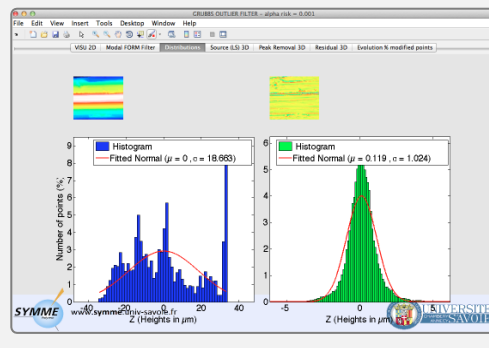 GRUBBS OUTLIER FILTER - alpha risk = 0.001
File Edit View Insert Tools Desktop Window Help
VISU 2D Modal FORM Filter Distributions Source (LS) 3D Peak Removal 3D Residual 3D Evolution % modified points
Histogram
Fitted Normal (μ = 0 , σ = 18.663)
Number of points (%)
9
8
7
6
5
4
3
2
1
0
-40 -20 0 20 40
Z (Heights in μm)
Histogram
Fitted Normal (μ = 0.119 , σ = 1.024)
6
5
4
3
2
1
0
-5 0 5
Z (Heights in μm)
SYMME
www.symme.univ-savoie.fr
UNIVERSITE
SAVOIE